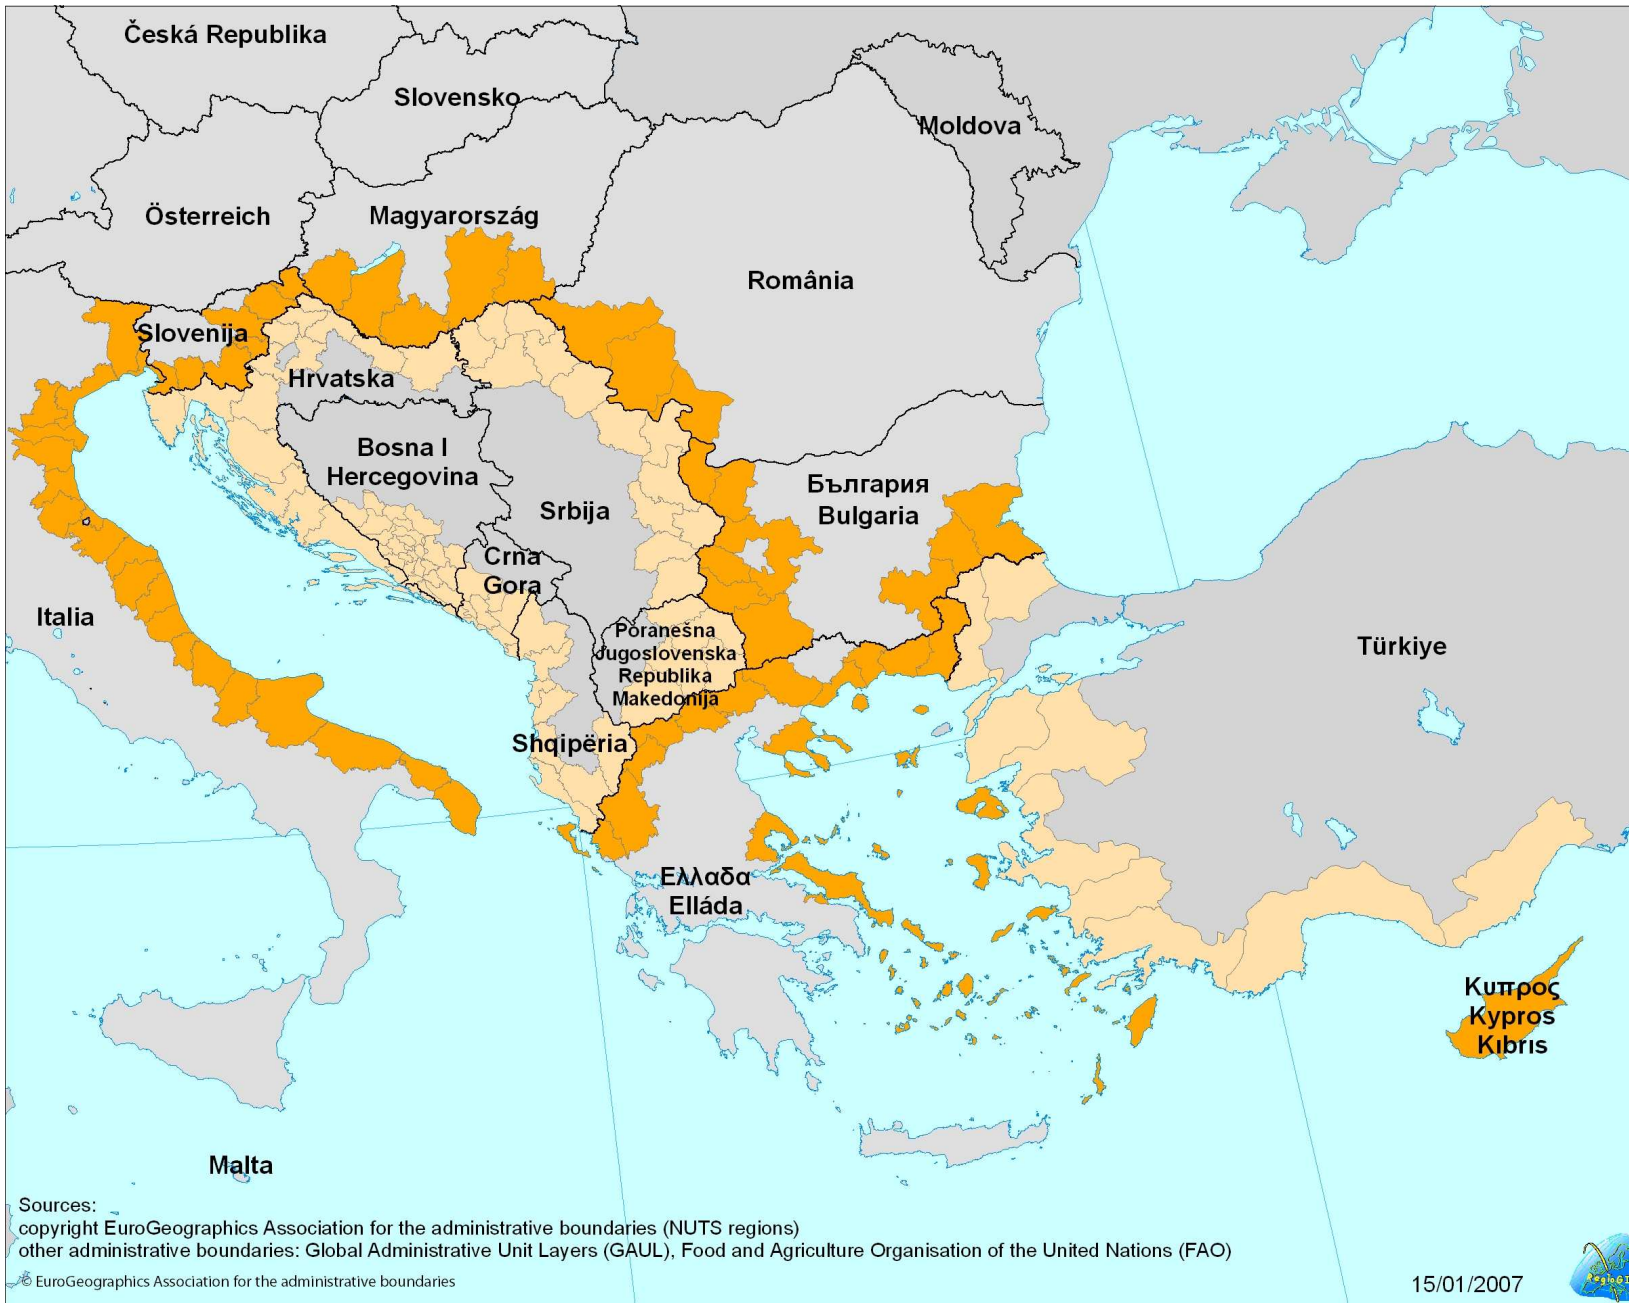 Česká Republika
Slovensko
Moldova
Österreich
Magyarország
România
Slovenija
Hrvatska
Bosna I
Hercegovina
Srbija
България
Bulgaria
Crna
Gora
Italia
Poranešna
Jugoslovenska
Republika
Makedonija
Türkiye
Shqipëria
Ελλαδα
Elláda
Κυπρος
Kypros
Kıbrıs
Malta
Sources:
copyright EuroGeographics Association for the administrative boundaries (NUTS regions)
other administrative boundaries: Global Administrative Unit Layers (GAUL), Food and Agriculture Organisation of the United Nations (FAO)
© EuroGeographics Association for the administrative boundaries
15/01/2007